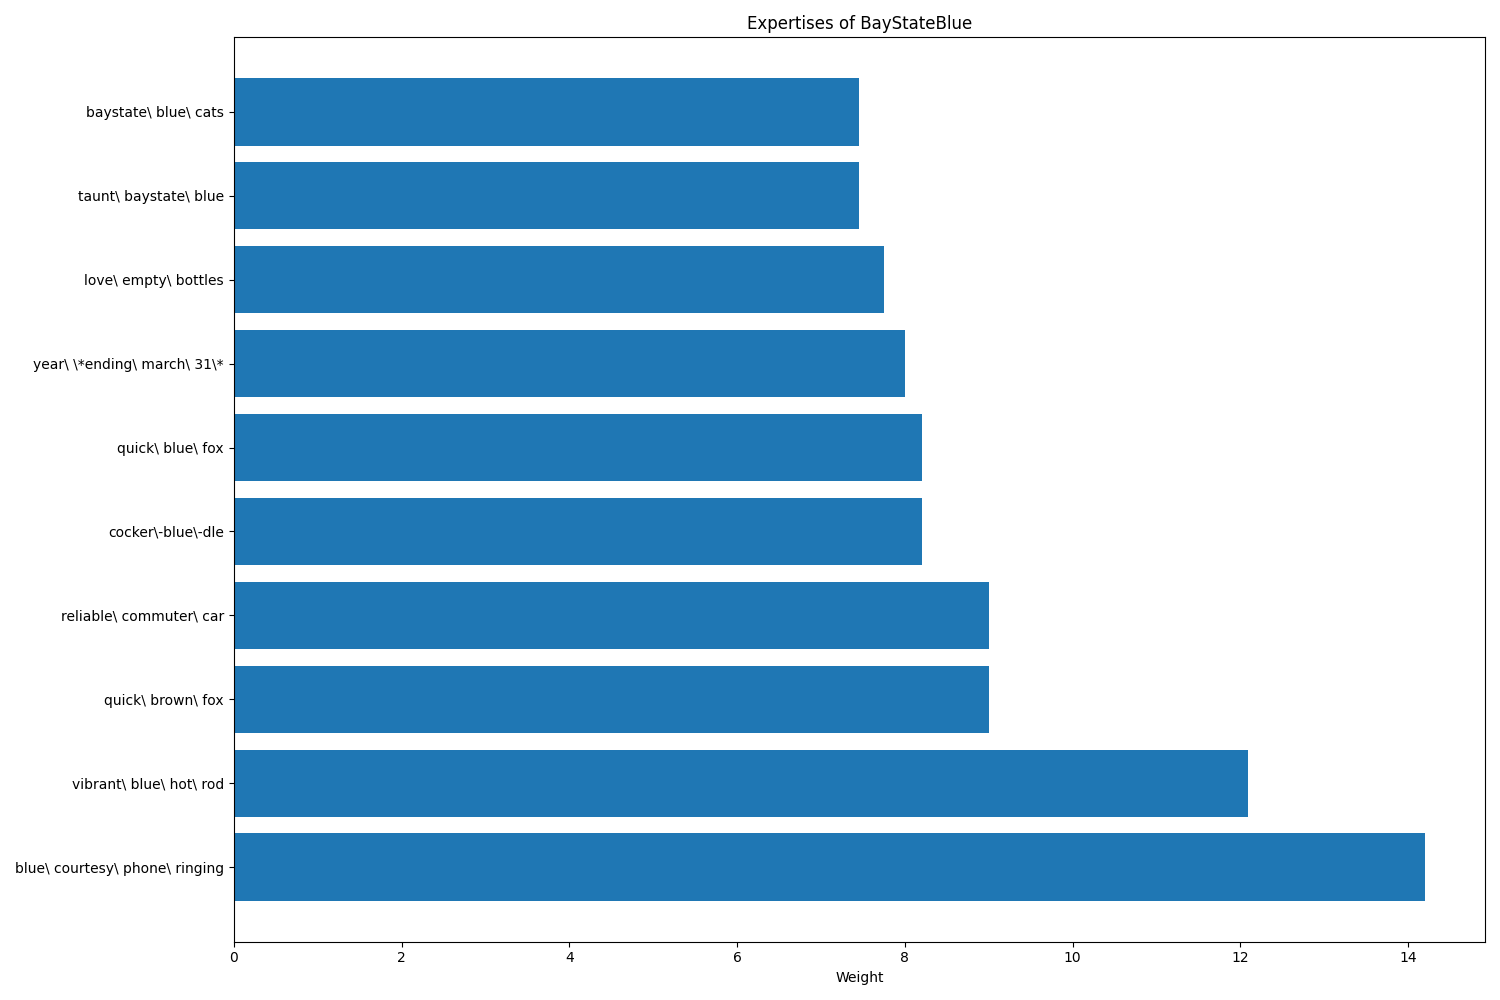 Expertises of BayStateBlue
baystate\ blue\ cats
taunt\ baystate\ blue
love\ empty\ bottles
year\ \*ending\ march\ 31\*
quick\ blue\ fox
cocker\-blue\-dle
reliable\ commuter\ car
quick\ brown\ fox
vibrant\ blue\ hot\ rod
blue\ courtesy\ phone\ ringing
0 2 4 6 8 10 12 14
Weight